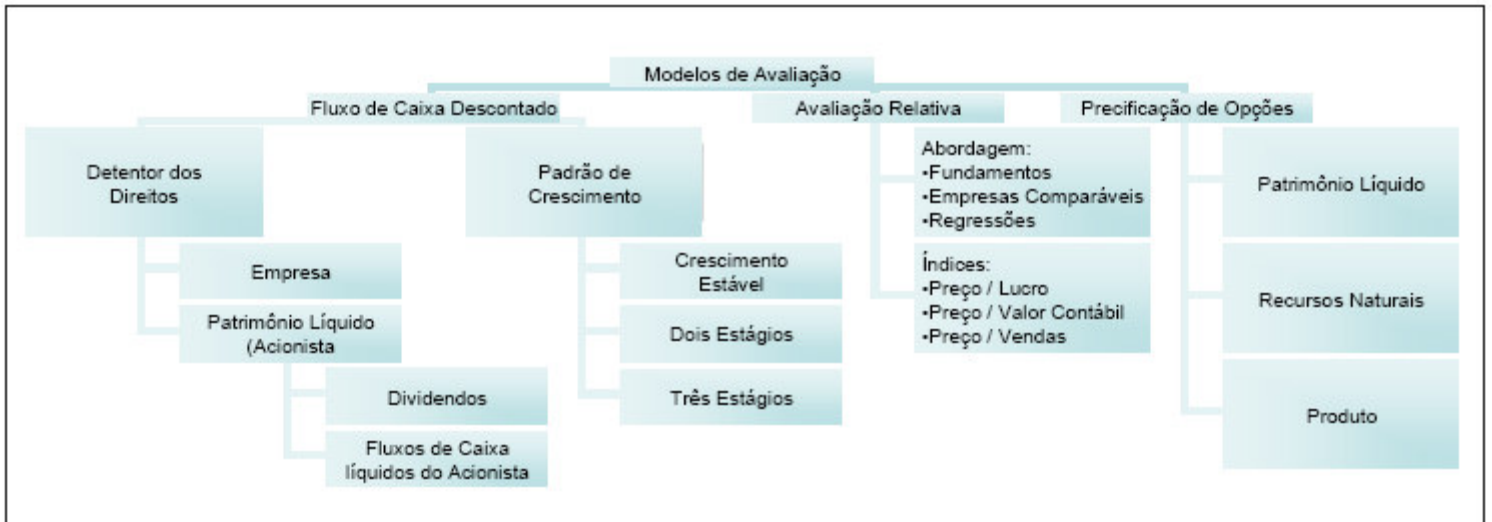 Modelos de Avaliação
Fluxo de Caixa Descontado
Detentor dos
Direitos
Empresa
Patrimônio Líquido
(Acionista
Dividendos
Fluxos de Caixa
líquidos do Acionista
Padrão de
Crescimento
Crescimento
Estável
Dois Estágios
Três Estágios
Avaliação Relativa
Abordagem:
▪Fundamentos
▪Empresas Comparáveis
▪Regressões
Índices:
▪Preço / Lucro
▪Preço / Valor Contábil
▪Preço / Vendas
Precificação de Opções
Patrimônio Líquido
Recursos Naturais
Produto